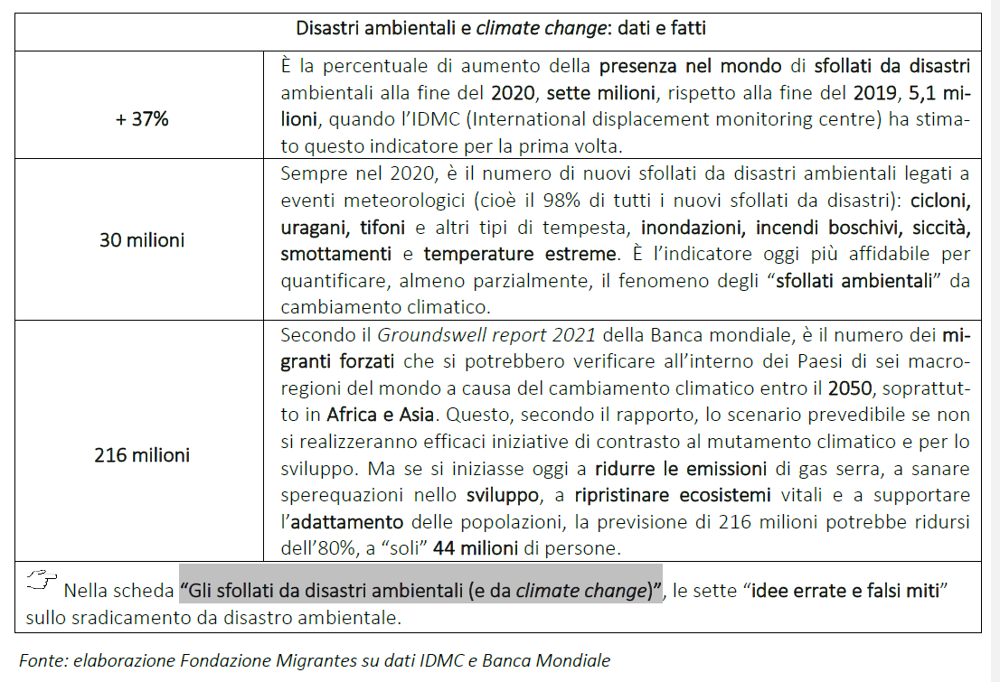 Disastri ambientali e climate change: dati e fatti
+ 37%
È la percentuale di aumento della presenza nel mondo di sfollati da disastri
ambientali alla fine del 2020, sette milioni, rispetto alla fine del 2019, 5,1 mi-
lioni, quando l’IDMC (International displacement monitoring centre) ha stima-
to questo indicatore per la prima volta.
30 milioni
Sempre nel 2020, è il numero di nuovi sfollati da disastri ambientali legati a
eventi meteorologici (cioè il 98% di tutti i nuovi sfollati da disastri): cicloni,
uragani, tifoni e altri tipi di tempesta, inondazioni, incendi boschivi, siccità,
smottamenti e temperature estreme. È l’indicatore oggi più affidabile per
quantificare, almeno parzialmente, il fenomeno degli “sfollati ambientali” da
cambiamento climatico.
216 milioni
Secondo il Groundswell report 2021 della Banca mondiale, è il numero dei mi-
granti forzati che si potrebbero verificare all’interno dei Paesi di sei macro-
regioni del mondo a causa del cambiamento climatico entro il 2050, soprattut-
to in Africa e Asia. Questo, secondo il rapporto, lo scenario prevedibile se non
si realizzeranno efficaci iniziative di contrasto al mutamento climatico e per lo
sviluppo. Ma se si iniziasse oggi a ridurre le emissioni di gas serra, a sanare
sperequazioni nello sviluppo, a ripristinare ecosistemi vitali e a supportare
l’adattamento delle popolazioni, la previsione di 216 milioni potrebbe ridursi
dell’80%, a “soli” 44 milioni di persone.
Nella scheda “Gli sfollati da disastri ambientali (e da climate change)”, le sette “idee errate e falsi miti”
sullo sradicamento da disastro ambientale.
Fonte: elaborazione Fondazione Migrantes su dati IDMC e Banca Mondiale